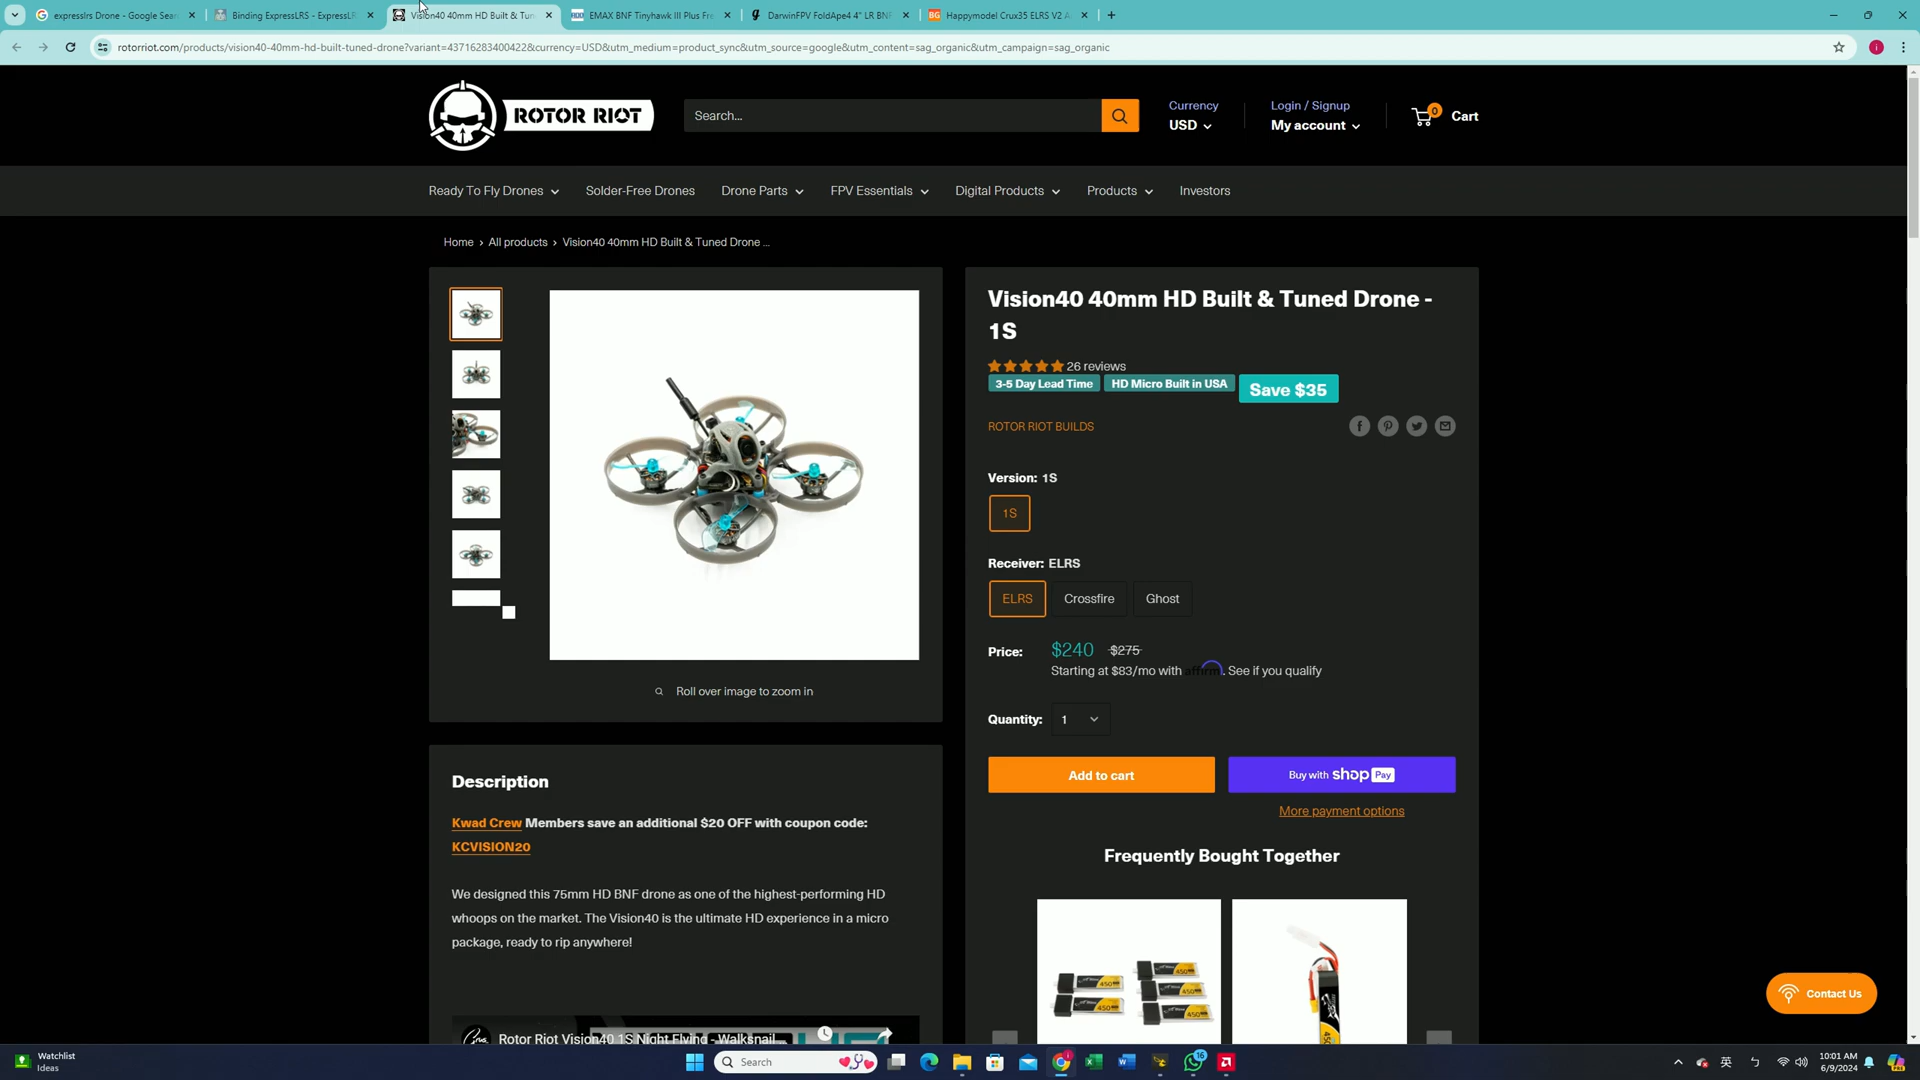 expresslrs Drone - Google Sear
Binding ExpressLRS - ExpressLR
Vision40 40mm HD Built & Tun
EMAX BNF Tinyhawk III Plus Fre
DarwinFPV FoldApe4 4" LR BNF
BG Happymodel Crux35 ELRS V2 A
rotorriot.com/products/vision40-40mm-hd-built-tuned-drone?variant=43716283400422&currency=USD&utm_medium=product_sync&utm_source=google&utm_content=sag_organic&utm_campaign=sag_organic
i
ROTOR RIOT
Search...
Currency
USD
Login / Signup
My account
0
Cart
Ready To Fly Drones
Solder-Free Drones
Drone Parts
FPV Essentials
Digital Products
Products
Investors
Home › All products › Vision40 40mm HD Built & Tuned Drone ...
Vision40 40mm HD Built & Tuned Drone -
1S
26 reviews
3-5 Day Lead Time
HD Micro Built in USA
Save $35
ROTOR RIOT BUILDS
Version: 1S
1S
Receiver: ELRS
ELRS
Crossfire
Ghost
Price:
$240
$275
Starting at $83/mo with affirm. See if you qualify
Quantity:
1
Add to cart
Buy with shop Pay
More payment options
Frequently Bought Together
450
450
450
450
450
Roll over image to zoom in
Description
Kwad Crew Members save an additional $20 OFF with coupon code:
KCVISION20
We designed this 75mm HD BNF drone as one of the highest-performing HD
whoops on the market. The Vision40 is the ultimate HD experience in a micro
package, ready to rip anywhere!
Rotor Riot Vision40 1S Night Flying - Walksnail
Contact Us
Watchlist
Ideas
Search
16
英
ㄅ
10:01 AM
6/9/2024